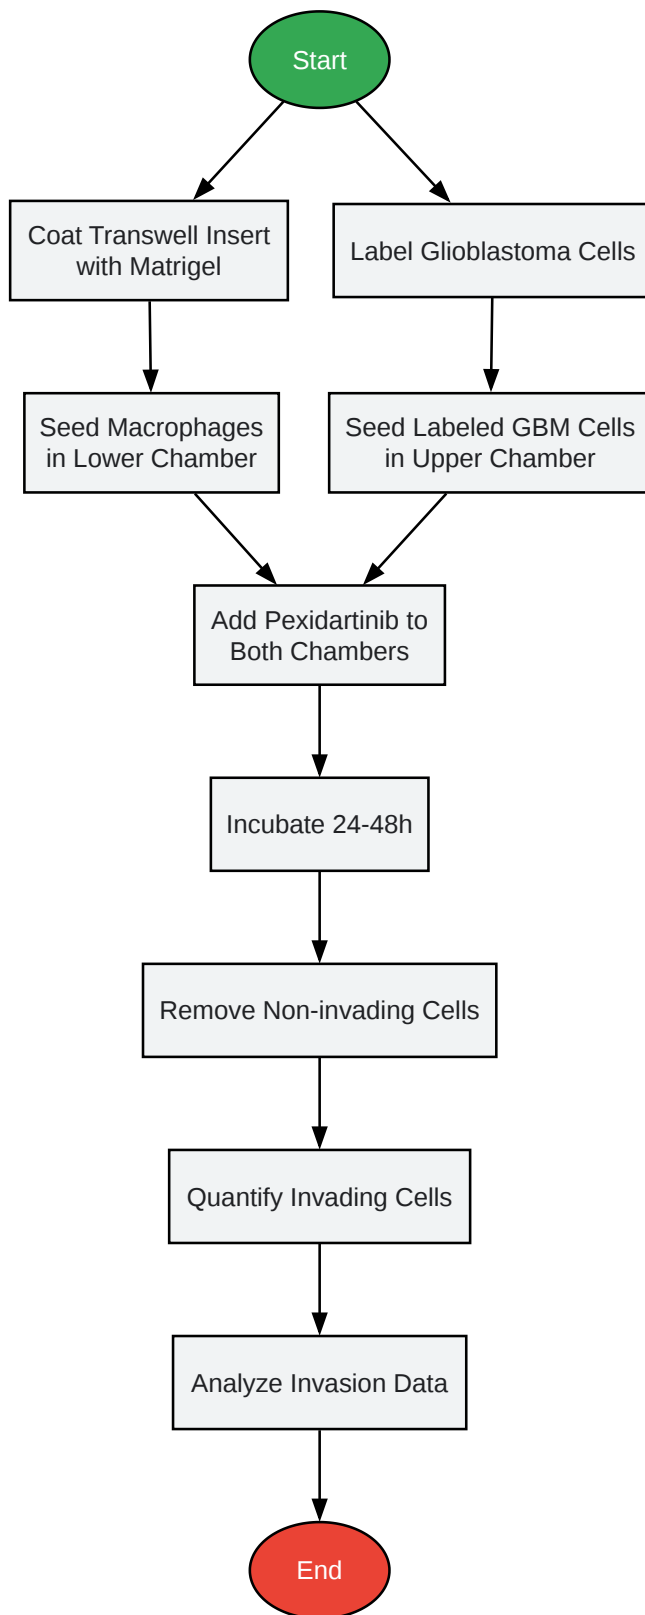 Start
Coat Transwell Insert
with Matrigel
Label Glioblastoma Cells
Seed Macrophages
in Lower Chamber
Seed Labeled GBM Cells
in Upper Chamber
Add Pexidartinib to
Both Chambers
Incubate 24-48h
Remove Non-invading Cells
Quantify Invading Cells
Analyze Invasion Data
End